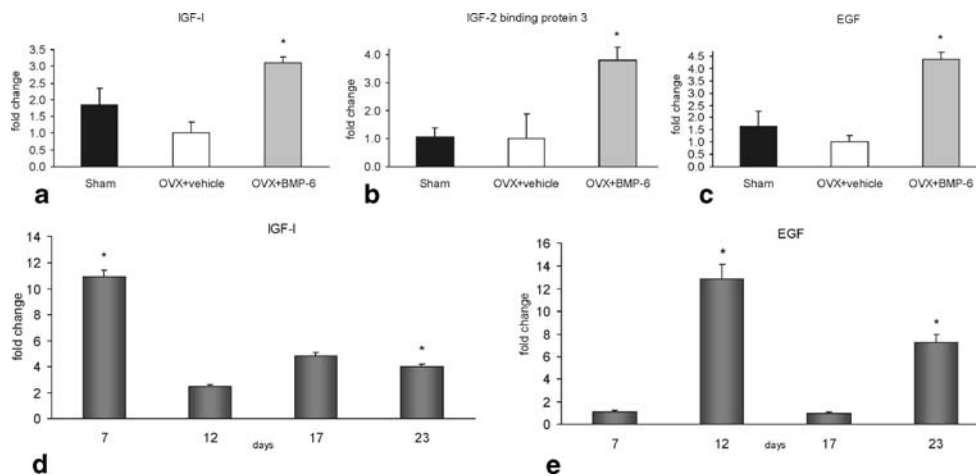 IGF-I
fold change
3.5
3.0
2.5
2.0
1.5
1.0
0.5
0.0
*
Sham
OVX+vehicle
OVX+BMP-6
a
IGF-2 binding protein 3
fold change
4.0
3.0
2.0
1.0
0.0
*
Sham
OVX+vehicle
OVX+BMP-6
b
EGF
fold change
4.5
4.0
3.5
3.0
2.5
2.0
1.5
1.0
0.5
0.0
*
Sham
OVX+vehicle
OVX+BMP-6
c
IGF-I
fold change
14
12
10
8
6
4
2
0
*
*
7
12
days
17
23
d
EGF
fold change
16
14
12
10
8
6
4
2
0
*
*
7
12
days
17
23
e